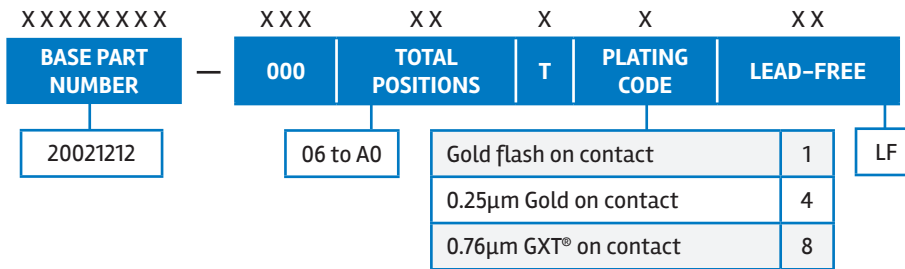 XXXXXXXX XXX XX X X XX
BASE PART NUMBER — 000 TOTAL POSITIONS T PLATING CODE LEAD-FREE
20021212 06 to A0 Gold flash on contact 1 LF
0.25µm Gold on contact 4
0.76µm GXT® on contact 8